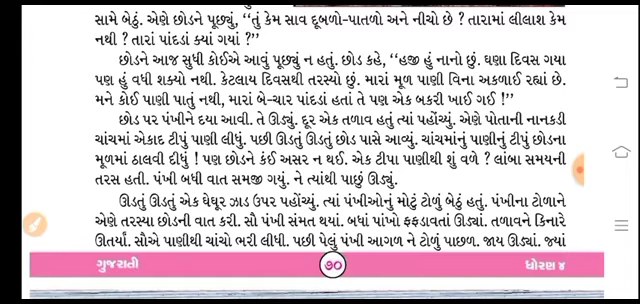 સામે બેઠું. એણે છોડને પૂછ્યું, ‘‘તું કેમ સાવ દૂબળો-પાતળો અને નીચો છે ? તારામાં લીલાશ કેમ
નથી ? તારાં પાંદડાં ક્યાં ગયાં ?’’
છોડને આજ સુધી કોઈએ આવું પૂછ્યું ન હતું. છોડ કહે, ‘‘હજી હું નાનો છું. ઘણા દિવસ ગયા
પણ હું વધી શક્યો નથી. કેટલાય દિવસથી તરસ્યો છું. મારાં મૂળ પાણી વિના અકળાઈ રહ્યાં છે.
મને કોઈ પાણી પાતું નથી, મારાં બે-ચાર પાંદડાં હતાં તે પણ એક બકરી ખાઈ ગઈ !’’
છોડ પર પંખીને દયા આવી. તે ઊડ્યું. દૂર એક તળાવ હતું ત્યાં પહોંચ્યું. એણે પોતાની નાનકડી
ચાંચમાં એકાદ ટીપું પાણી લીધું. પછી ઊડતું ઊડતું છોડ પાસે આવ્યું. ચાંચમાંનું પાણીનું ટીપું છોડના
મૂળમાં ઠાલવી દીધું ! પણ છોડને કંઈ અસર ન થઈ. એક ટીપા પાણીથી શું વળે ? લાંબા સમયની
તરસ હતી. પંખી બધી વાત સમજી ગયું. ને ત્યાંથી પાછું ઊડ્યું.
ઊડતું ઊડતું એક ઘેઘૂર ઝાડ ઉપર પહોંચ્યું. ત્યાં પંખીઓનું મોટું ટોળું બેઠું હતું. પંખીના ટોળાને
એણે તરસ્યા છોડની વાત કરી. સૌ પંખી સંમત થયાં. બધાં પાંખો ફફડાવતાં ઊડ્યાં. તળાવને કિનારે
ઊતર્યાં. સૌએ પાણીથી ચાંચો ભરી લીધી. પછી પેલું પંખી આગળ ને ટોળું પાછળ. જાય ઊડ્યાં. જ્યાં
ગુજરાતી ૭૦ ધોરણ ૪